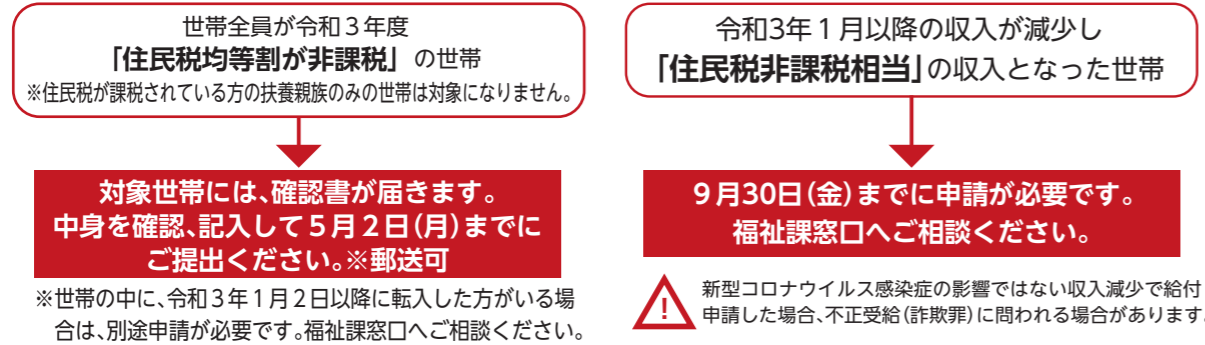 世帯全員が令和３年度
「住民税均等割が非課税」の世帯
※住民税が課税されている方の扶養親族のみの世帯は対象になりません。
対象世帯には、確認書が届きます。
中身を確認、記入して５月２日（月）までに
ご提出ください。※郵送可
※世帯の中に、令和３年１月２日以降に転入した方がいる場
合は、別途申請が必要です。福祉課窓口へご相談ください。
令和3年１月以降の収入が減少し
「住民税非課税相当」の収入となった世帯
９月30日（金）までに申請が必要です。
福祉課窓口へご相談ください。
!
新型コロナウイルス感染症の影響ではない収入減少で給付
申請した場合、不正受給（詐欺罪）に問われる場合があります。